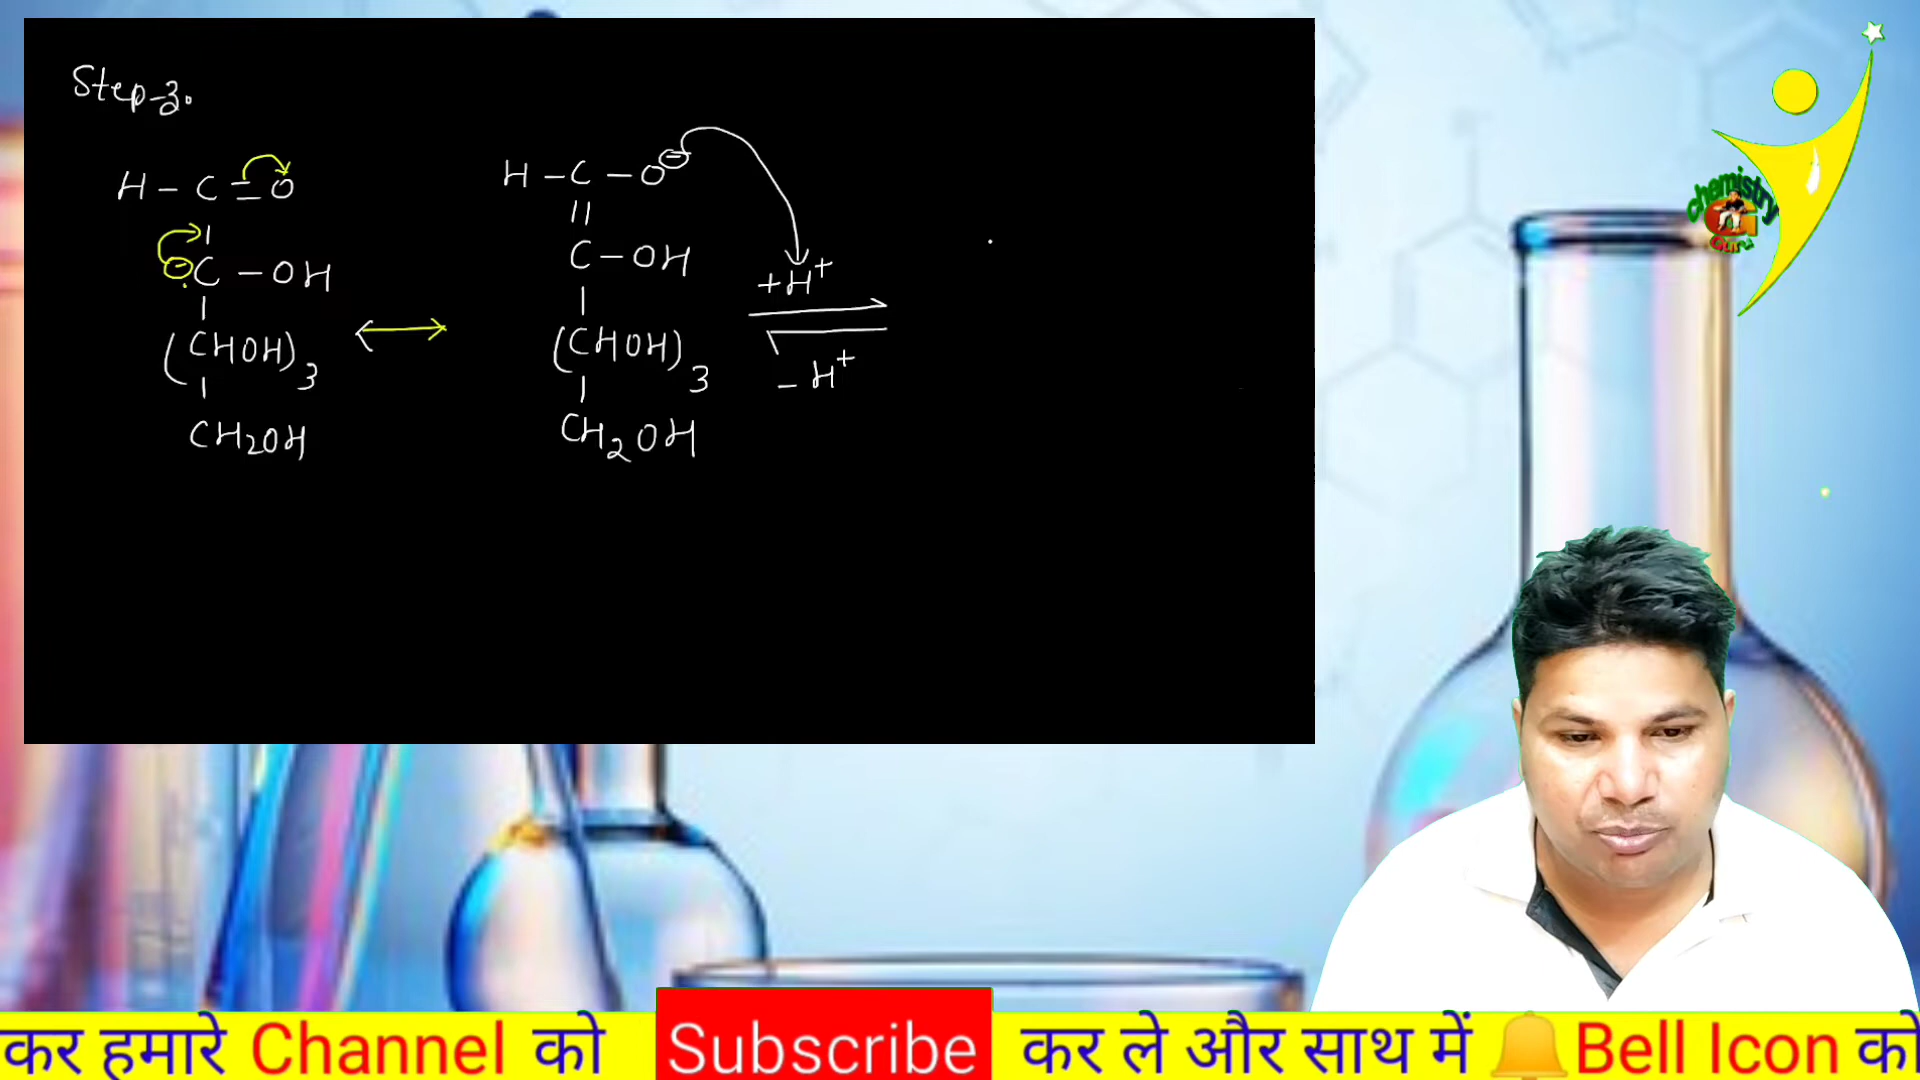 Step-3.
H - C = O
⊖C - OH
(CHOH)3
CH2OH
H - C - O⊖
||
C - OH
(CHOH)3
CH2OH
+H+
-H+
chemistry
G
Guru
कर हमारे Channel को Subscribe कर ले और साथ में 🔔Bell Icon को